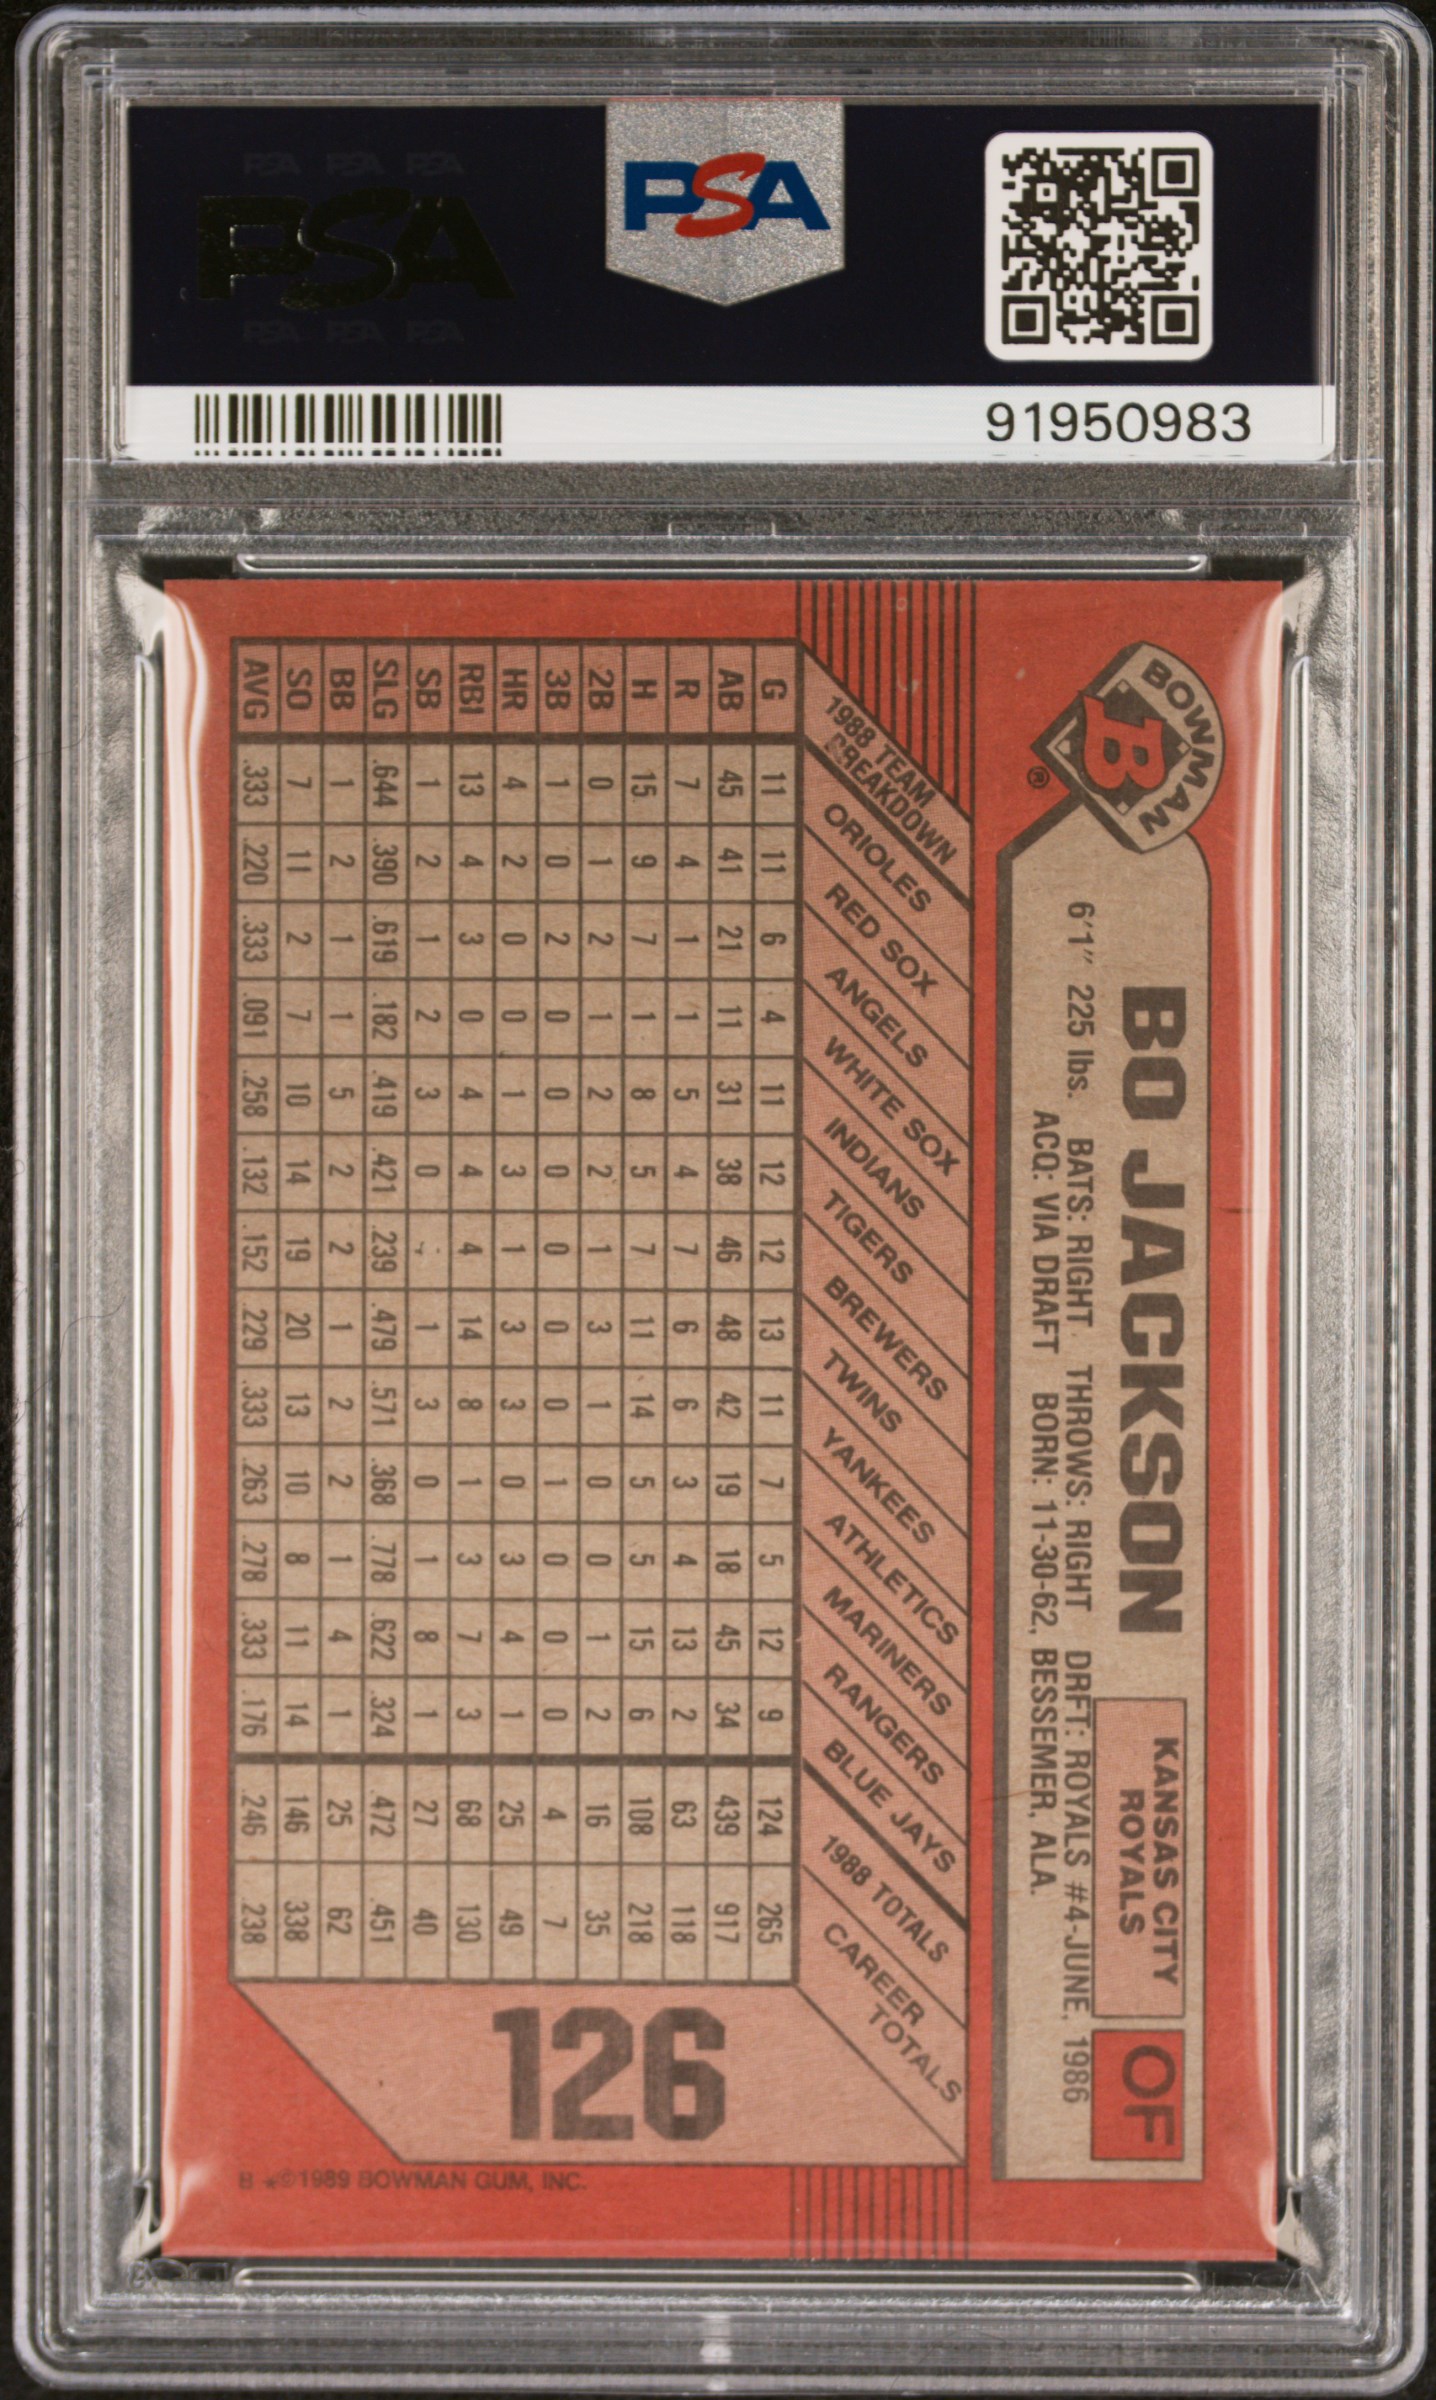 PSA PSA PSA
PSA
PSA PSA PSA
PSA
91950983
BOWMAN
B
®
BO JACKSON
KANSAS CITY
ROYALS
OF
6'1" 225 lbs. BATS: RIGHT THROWS: RIGHT DRFT: ROYALS #4-JUNE, 1986
ACQ: VIA DRAFT BORN: 11-30-62, BESSEMER, ALA.
1988 TEAM BREAKDOWN ORIOLES RED SOX ANGELS WHITE SOX INDIANS TIGERS BREWERS TWINS YANKEES ATHLETICS MARINERS RANGERS BLUE JAYS 1988 TOTALS CAREER TOTALS
G 11 11 6 4 11 12 12 13 11 7 5 12 9 124 265
AB 45 41 21 11 31 38 46 48 42 19 18 45 34 439 917
R 7 4 1 1 5 4 7 6 6 3 4 13 2 63 118
H 15 9 7 1 8 5 7 11 14 5 5 15 6 108 218
2B 0 1 2 1 2 2 1 3 1 0 0 1 2 16 35
3B 1 0 2 0 0 0 0 0 0 1 0 0 0 4 7
HR 4 2 0 0 1 3 1 3 3 0 3 4 1 25 49
RBI 13 4 3 0 4 4 4 14 8 1 3 7 3 68 130
SB 1 2 1 2 3 0 1 3 0 1 8 1 27 40
SLG .644 .390 .619 .182 .419 .421 .239 .479 .571 .368 .778 .622 .324 .472 .451
BB 1 2 1 1 5 2 2 1 2 2 1 4 1 25 62
SO 7 11 2 7 10 14 19 20 13 10 8 11 14 146 338
AVG .333 .220 .333 .091 .258 .132 .152 .229 .333 .263 .278 .333 .176 .246 .238
126
B *©1989 BOWMAN GUM, INC.